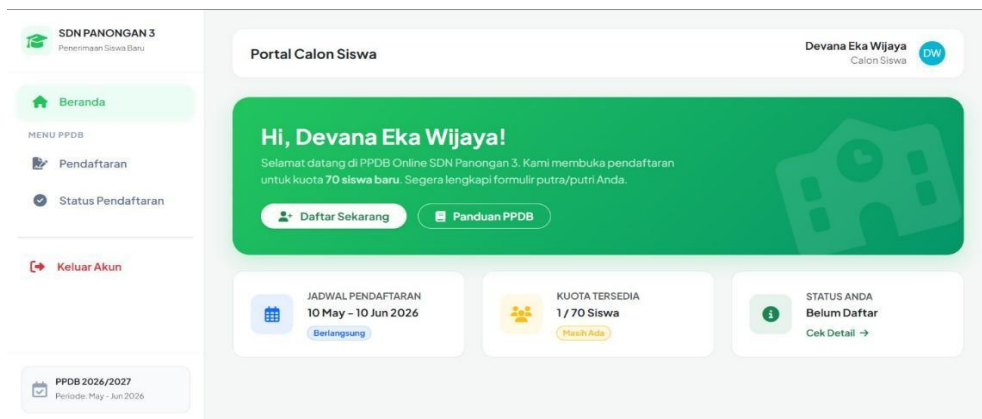 SDN PANONGAN 3
Penerimaan Siswa Baru
Beranda
MENU PPDB
Pendaftaran
Status Pendaftaran
Keluar Akun
PPDB 2026/2027
Periode: May - Jun 2026
Portal Calon Siswa
Devana Eka Wijaya
Calon Siswa
DW
Hi, Devana Eka Wijaya!
Selamat datang di PPDB Online SDN Panongan 3. Kami membuka pendaftaran
untuk kuota 70 siswa baru. Segera lengkapi formulir putra/putri Anda.
Daftar Sekarang
Panduan PPDB
JADWAL PENDAFTARAN
10 May - 10 Jun 2026
Berlangsung
KUOTA TERSEDIA
1 / 70 Siswa
Masih Ada
STATUS ANDA
Belum Daftar
Cek Detail →